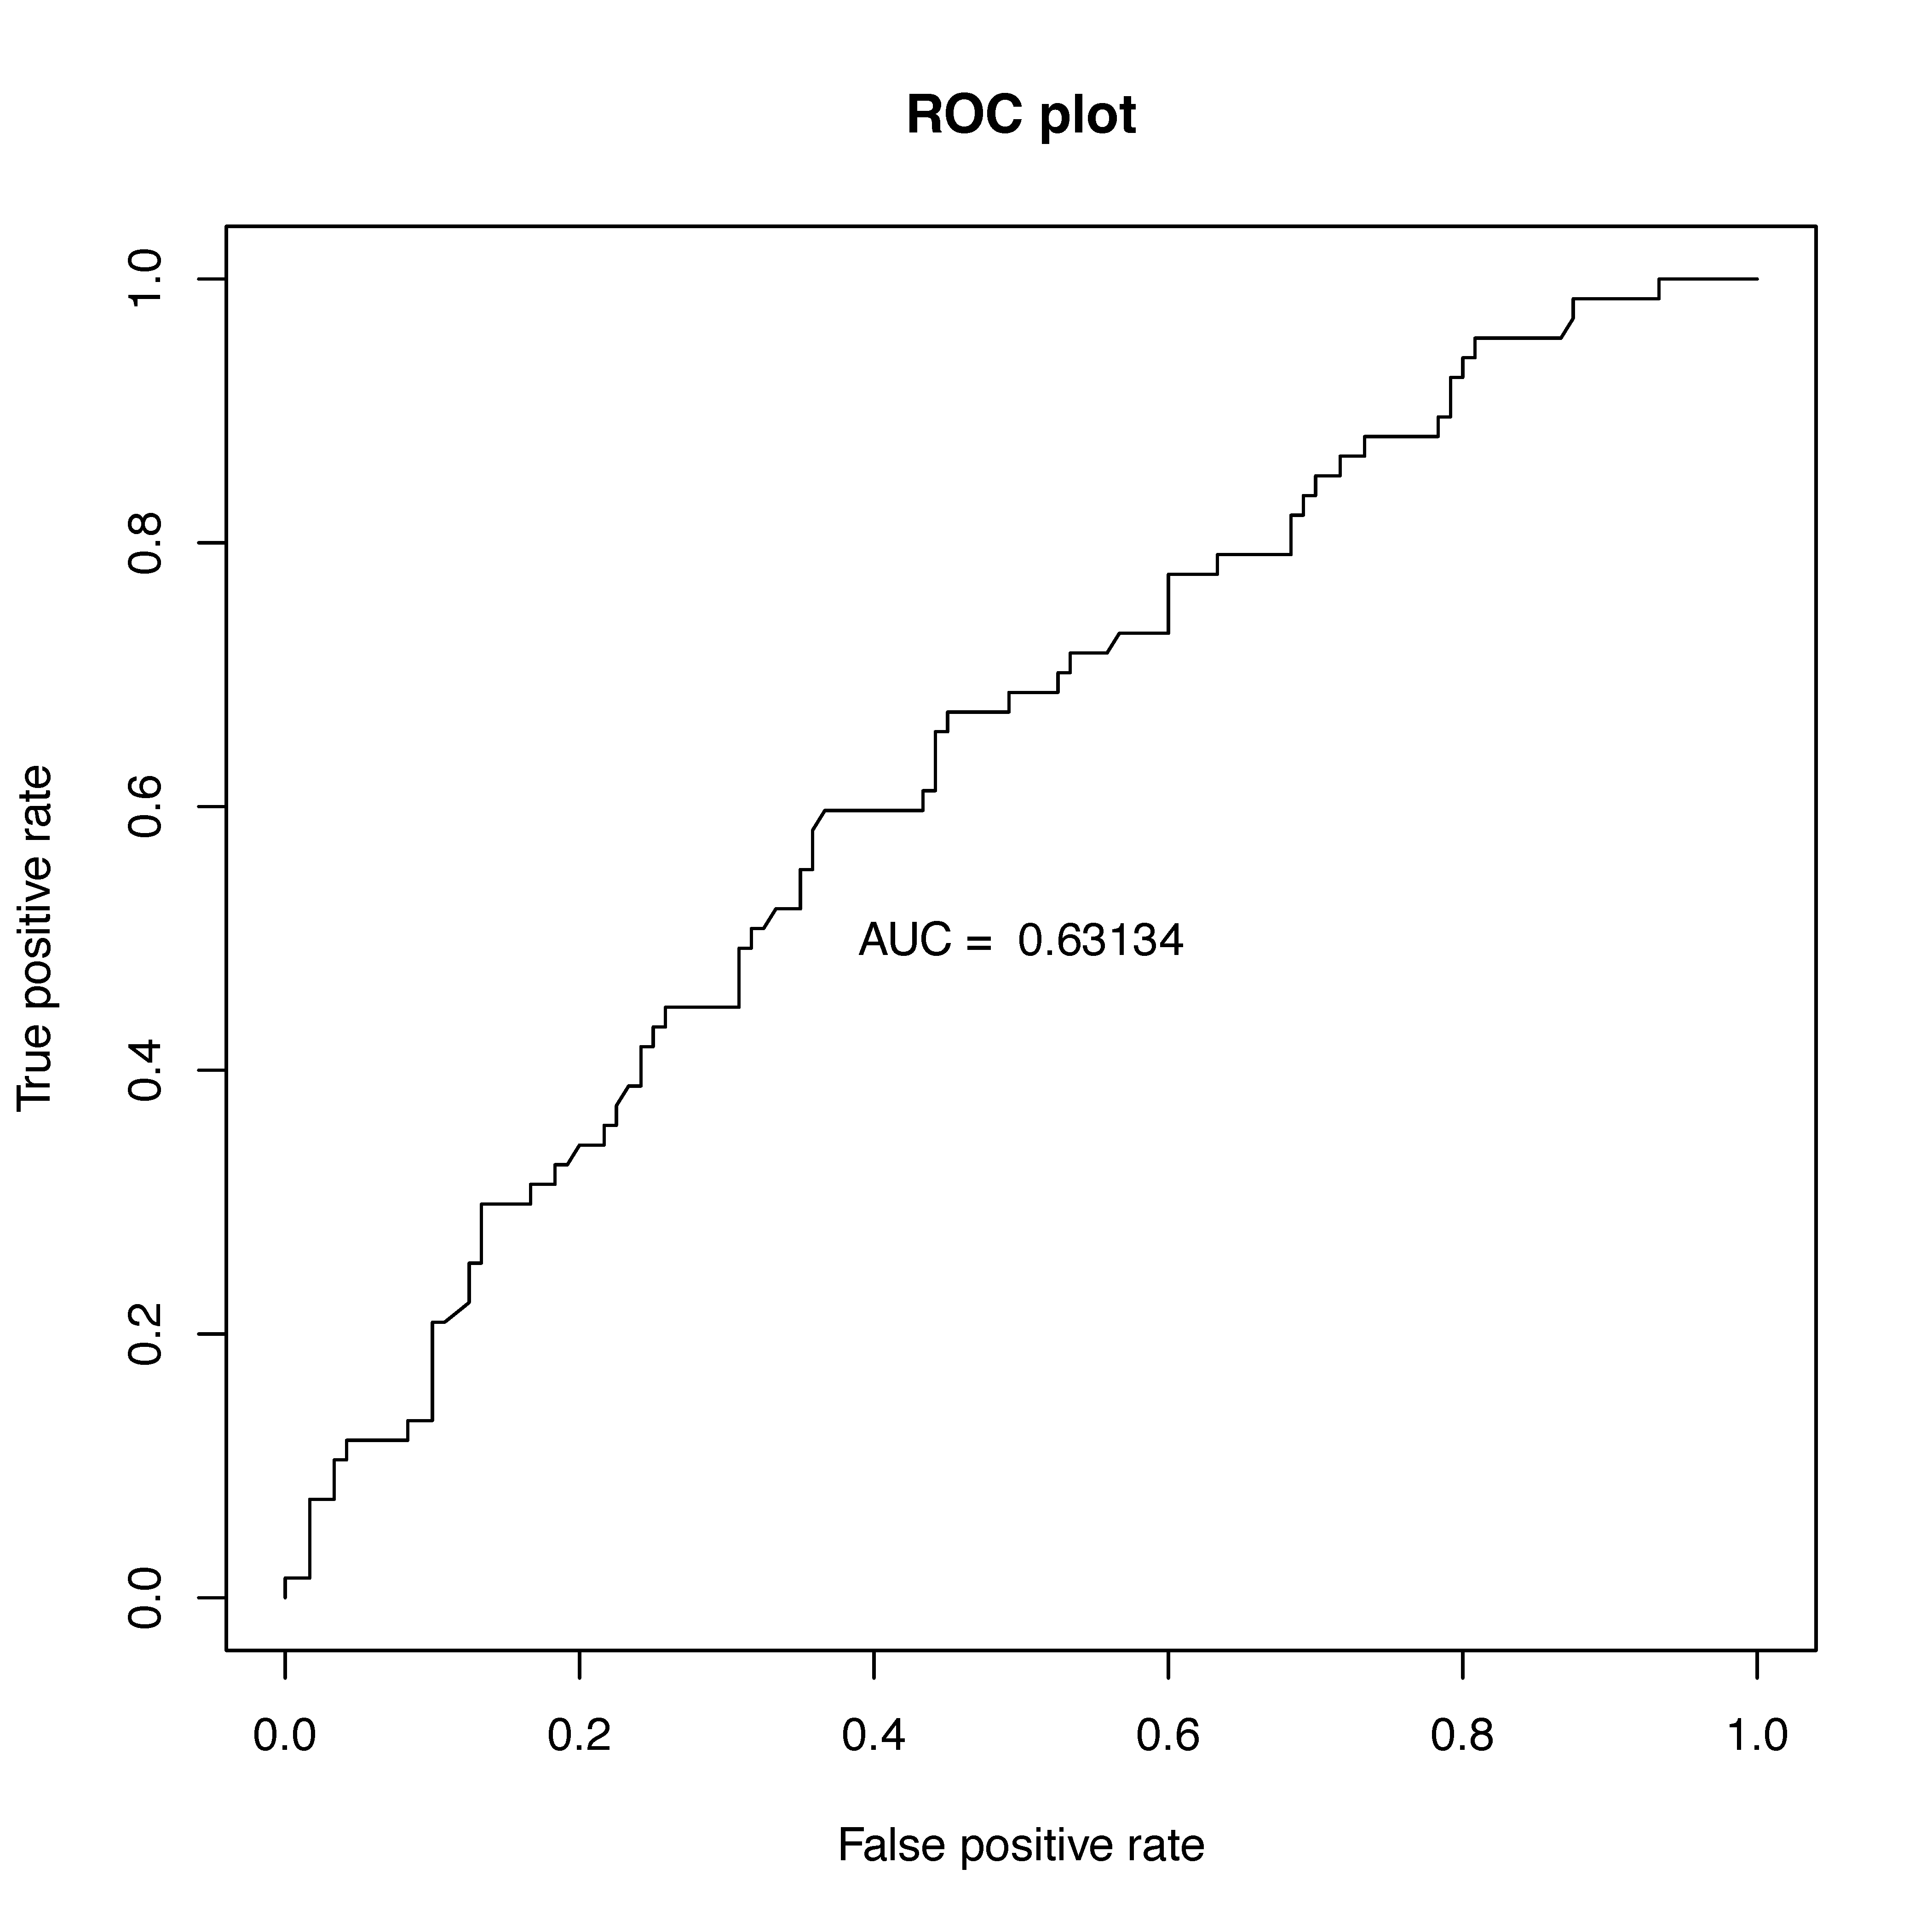 ROC plot
True positive rate
1.0
0.8
0.6
0.4
0.2
0.0
AUC =  0.63134
0.0 0.2 0.4 0.6 0.8 1.0
False positive rate